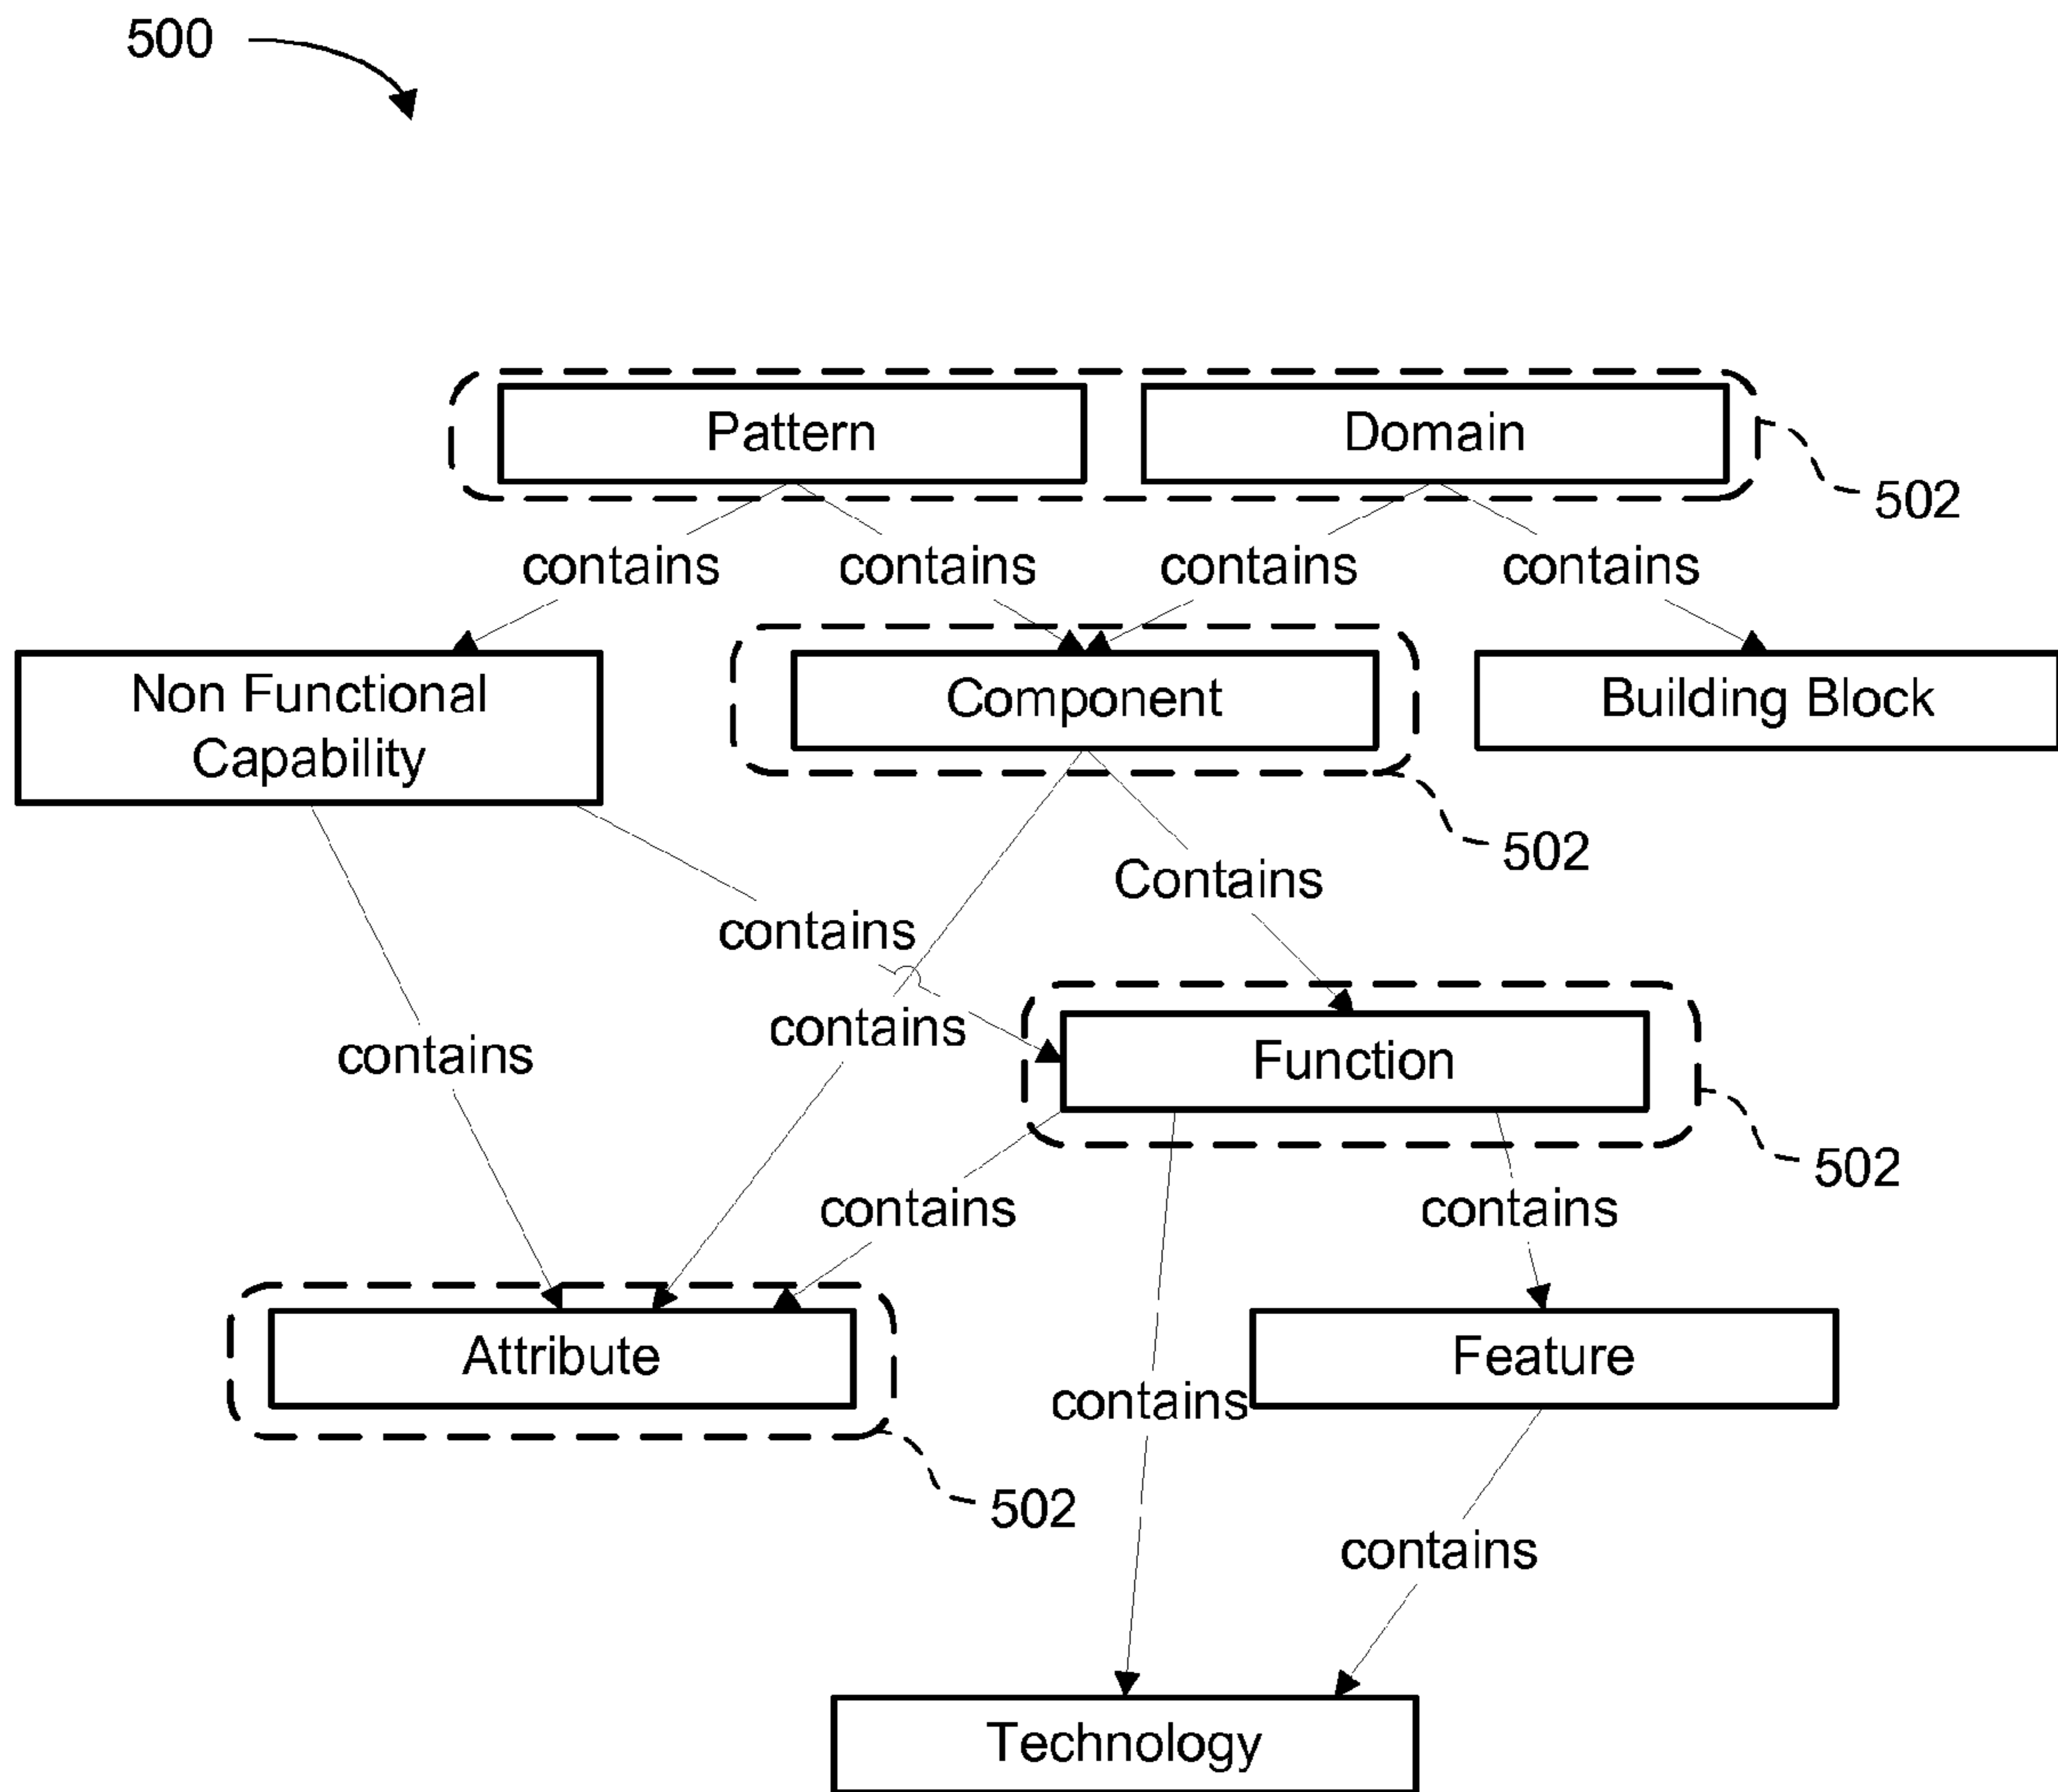 500
Pattern
Domain
502
contains
contains
contains
contains
Non Functional
Capability
Component
Building Block
502
Contains
contains
contains
contains
Function
502
contains
contains
Attribute
Feature
contains
502
contains
Technology